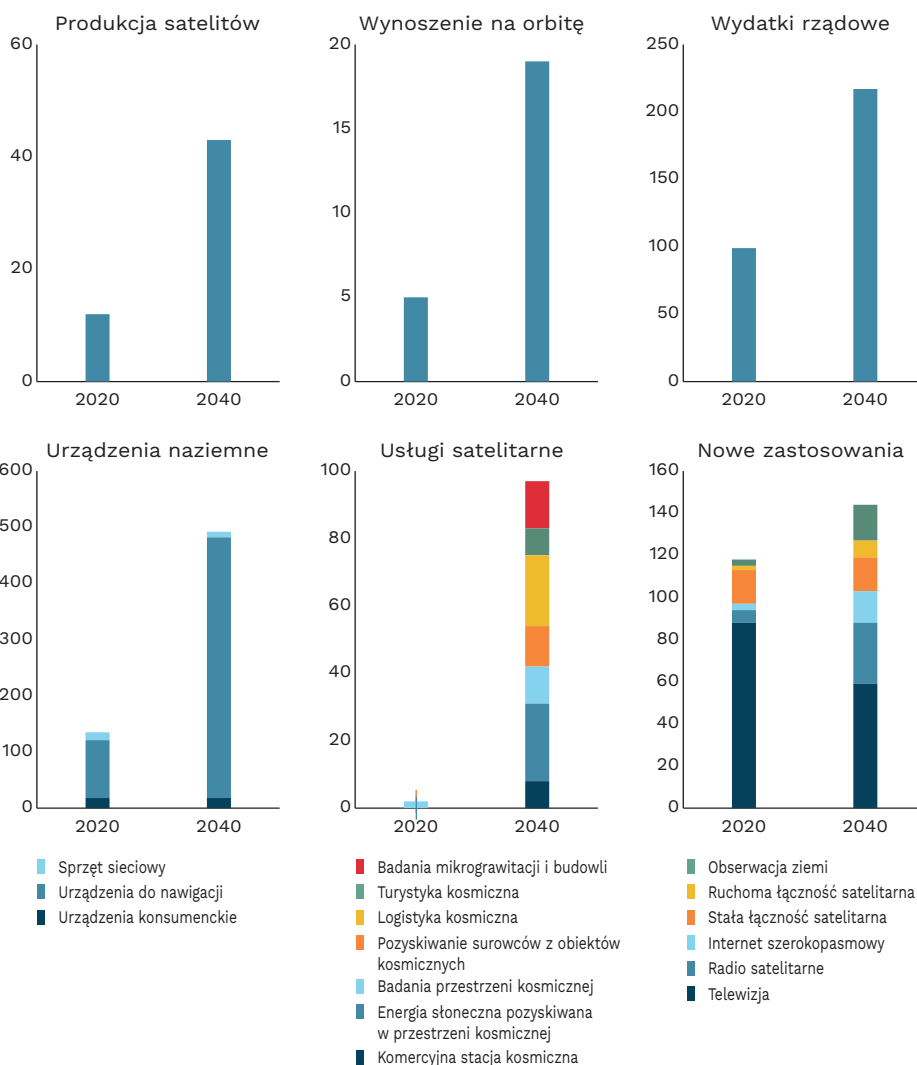 Produkcja satelitów
60
40
20
0
2020
2040
Wynoszenie na orbitę
20
15
10
5
0
2020
2040
Wydatki rządowe
250
200
150
100
50
0
2020
2040
Urządzenia naziemne
600
500
400
300
200
100
0
2020
2040
Sprzęt sieciowy
Urządzenia do nawigacji
Urządzenia konsumenckie
Usługi satelitarne
100
80
60
40
20
0
2020
2040
Badania mikrograwitacji i budowli
Turystyka kosmiczna
Logistyka kosmiczna
Pozyskiwanie surowców z obiektów
kosmicznych
Badania przestrzeni kosmicznej
Energia słoneczna pozyskiwana
w przestrzeni kosmicznej
Komercyjna stacja kosmiczna
Nowe zastosowania
160
140
120
100
80
60
40
20
0
2020
2040
Obserwacja ziemi
Ruchoma łączność satelitarna
Stała łączność satelitarna
Internet szerokopasmowy
Radio satelitarne
Telewizja